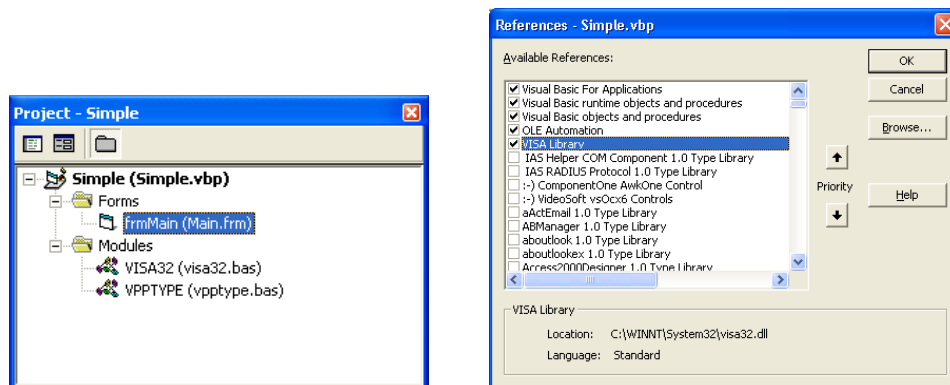 Project - Simple
Simple (Simple.vbp)
Forms
frmMain (Main.frm)
Modules
VISA32 (visa32.bas)
VPPTYPE (vpptype.bas)
References - Simple.vbp
Available References:
Visual Basic For Applications
Visual Basic runtime objects and procedures
Visual Basic objects and procedures
OLE Automation
VISA Library
IAS Helper COM Component 1.0 Type Library
IAS RADIUS Protocol 1.0 Type Library
:-) ComponentOne AwkOne Control
:-) VideoSoft vsOcx6 Controls
aActEmail 1.0 Type Library
ABManager 1.0 Type Library
aboutlook 1.0 Type Library
aboutlookex 1.0 Type Library
Access2000Designer 1.0 Type Library
OK
Cancel
Browse...
Priority
Help
VISA Library
Location: C:\WINNT\System32\visa32.dll
Language: Standard